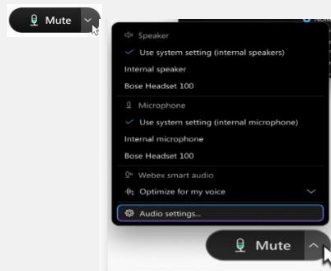 Mute
Speaker
Use system setting (internal speakers)
Internal speaker
Bose Headset 100
Microphone
Use system setting (internal microphone)
Internal microphone
Bose Headset 100
Webex smart audio
Optimize for my voice
Audio settings...
Mute